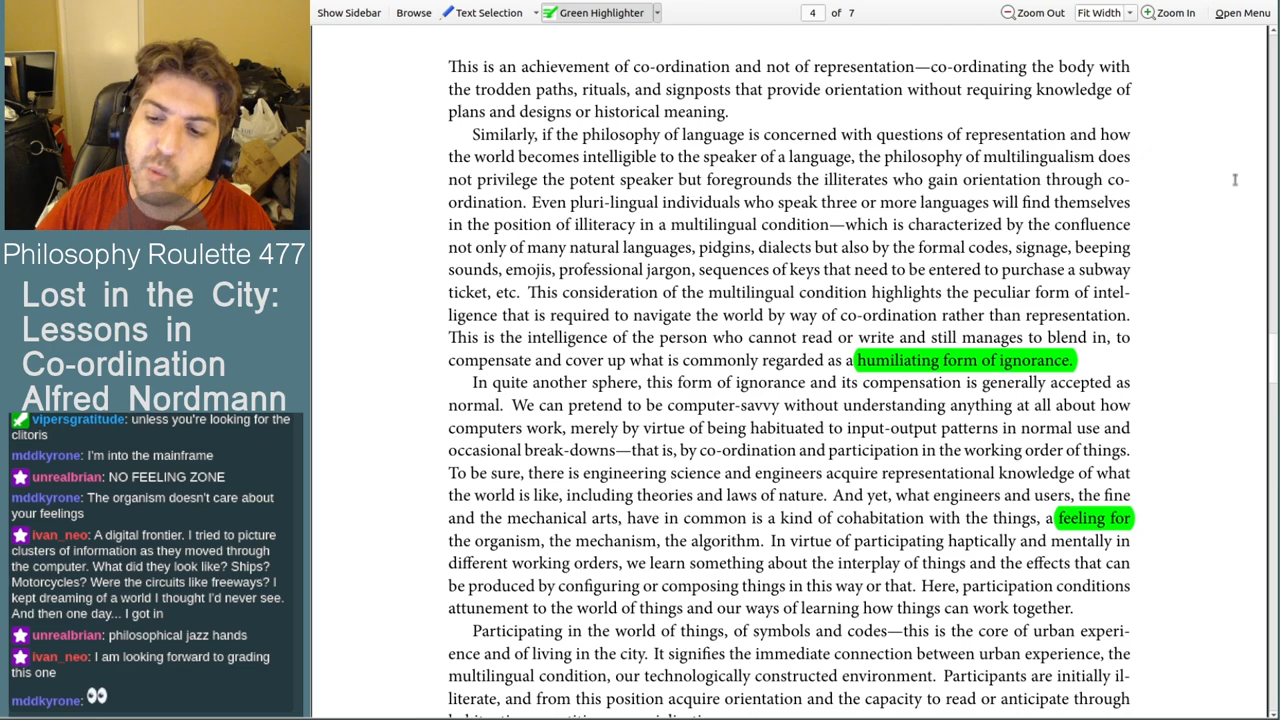 Show Sidebar Browse Text Selection Green Highlighter 4 of 7 Zoom Out Fit Width Zoom In Open Menu
This is an achievement of co-ordination and not of representation—co-ordinating the body with
the trodden paths, rituals, and signposts that provide orientation without requiring knowledge of
plans and designs or historical meaning.
Similarly, if the philosophy of language is concerned with questions of representation and how
the world becomes intelligible to the speaker of a language, the philosophy of multilingualism does
not privilege the potent speaker but foregrounds the illiterates who gain orientation through co-
ordination. Even pluri-lingual individuals who speak three or more languages will find themselves
in the position of illiteracy in a multilingual condition—which is characterized by the confluence
not only of many natural languages, pidgins, dialects but also by the formal codes, signage, beeping
sounds, emojis, professional jargon, sequences of keys that need to be entered to purchase a subway
ticket, etc. This consideration of the multilingual condition highlights the peculiar form of intel-
ligence that is required to navigate the world by way of co-ordination rather than representation.
This is the intelligence of the person who cannot read or write and still manages to blend in, to
compensate and cover up what is commonly regarded as a humiliating form of ignorance.
In quite another sphere, this form of ignorance and its compensation is generally accepted as
normal. We can pretend to be computer-savvy without understanding anything at all about how
computers work, merely by virtue of being habituated to input-output patterns in normal use and
occasional break-downs—that is, by co-ordination and participation in the working order of things.
To be sure, there is engineering science and engineers acquire representational knowledge of what
the world is like, including theories and laws of nature. And yet, what engineers and users, the fine
and the mechanical arts, have in common is a kind of cohabitation with the things, a feeling for
the organism, the mechanism, the algorithm. In virtue of participating haptically and mentally in
different working orders, we learn something about the interplay of things and the effects that can
be produced by configuring or composing things in this way or that. Here, participation conditions
attunement to the world of things and our ways of learning how things can work together.
Participating in the world of things, of symbols and codes—this is the core of urban experi-
ence and of living in the city. It signifies the immediate connection between urban experience, the
multilingual condition, our technologically constructed environment. Participants are initially il-
literate, and from this position acquire orientation and the capacity to read or anticipate through
Philosophy Roulette 477
Lost in the City:
Lessons in
Co-ordination
Alfred Nordmann
vipersgratitude: unless you're looking for the
clitoris
mddkyrone: I'm into the mainframe
unrealbrian: NO FEELING ZONE
mddkyrone: The organism doesn't care about
your feelings
ivan_neo: A digital frontier. I tried to picture
clusters of information as they moved through
the computer. What did they look like? Ships?
Motorcycles? Were the circuits like freeways? I
kept dreaming of a world I thought I'd never see.
And then one day... I got in
unrealbrian: philosophical jazz hands
ivan_neo: I am looking forward to grading
this one
mddkyrone: 👀